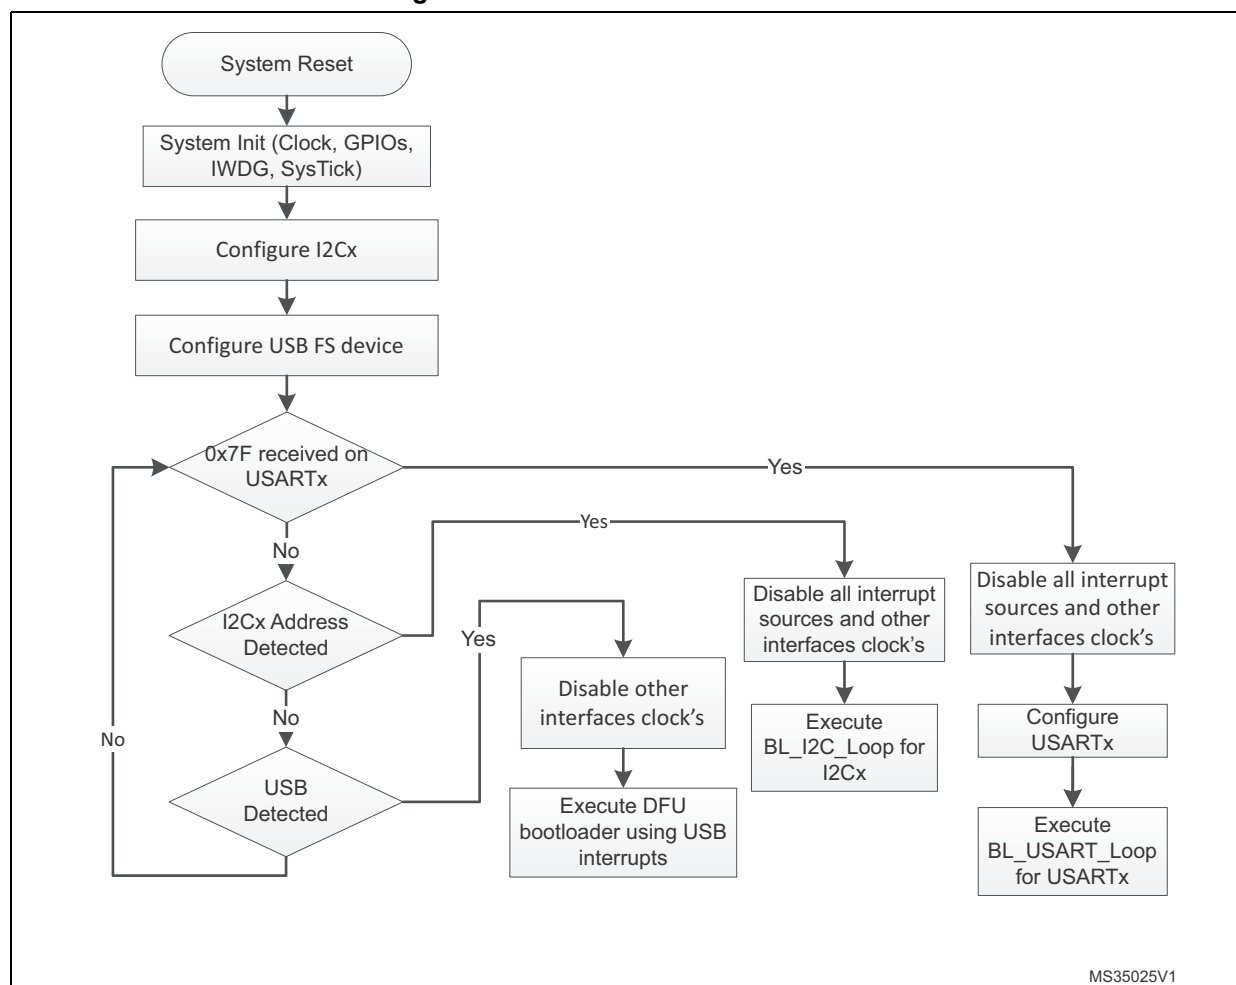 System Reset
System Init (Clock, GPIOs,
IWDG, SysTick)
Configure I2Cx
Configure USB FS device
0x7F received on
USARTx
Yes
No
Yes
I2Cx Address
Detected
Yes
No
No
USB
Detected
Disable other
interfaces clock's
Execute DFU
bootloader using USB
interrupts
Disable all interrupt
sources and other
interfaces clock's
Execute
BL_I2C_Loop for
I2Cx
Disable all interrupt
sources and other
interfaces clock's
Configure
USARTx
Execute
BL_USART_Loop
for USARTx
MS35025V1